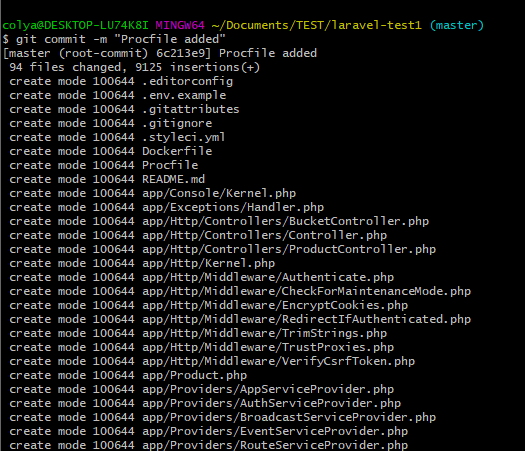 colya@DESKTOP-LU74K8I MINGW64 ~/Documents/TEST/laravel-test1 (master)
$ git commit -m "Procfile added"
[master (root-commit) 6c213e9] Procfile added
 94 files changed, 9125 insertions(+)
 create mode 100644 .editorconfig
 create mode 100644 .env.example
 create mode 100644 .gitattributes
 create mode 100644 .gitignore
 create mode 100644 .styleci.yml
 create mode 100644 Dockerfile
 create mode 100644 Procfile
 create mode 100644 README.md
 create mode 100644 app/Console/Kernel.php
 create mode 100644 app/Exceptions/Handler.php
 create mode 100644 app/Http/Controllers/BucketController.php
 create mode 100644 app/Http/Controllers/Controller.php
 create mode 100644 app/Http/Controllers/ProductController.php
 create mode 100644 app/Http/Kernel.php
 create mode 100644 app/Http/Middleware/Authenticate.php
 create mode 100644 app/Http/Middleware/CheckForMaintenanceMode.php
 create mode 100644 app/Http/Middleware/EncryptCookies.php
 create mode 100644 app/Http/Middleware/RedirectIfAuthenticated.php
 create mode 100644 app/Http/Middleware/TrimStrings.php
 create mode 100644 app/Http/Middleware/TrustProxies.php
 create mode 100644 app/Http/Middleware/VerifyCsrfToken.php
 create mode 100644 app/Product.php
 create mode 100644 app/Providers/AppServiceProvider.php
 create mode 100644 app/Providers/AuthServiceProvider.php
 create mode 100644 app/Providers/BroadcastServiceProvider.php
 create mode 100644 app/Providers/EventServiceProvider.php
 create mode 100644 app/Providers/RouteServiceProvider.php